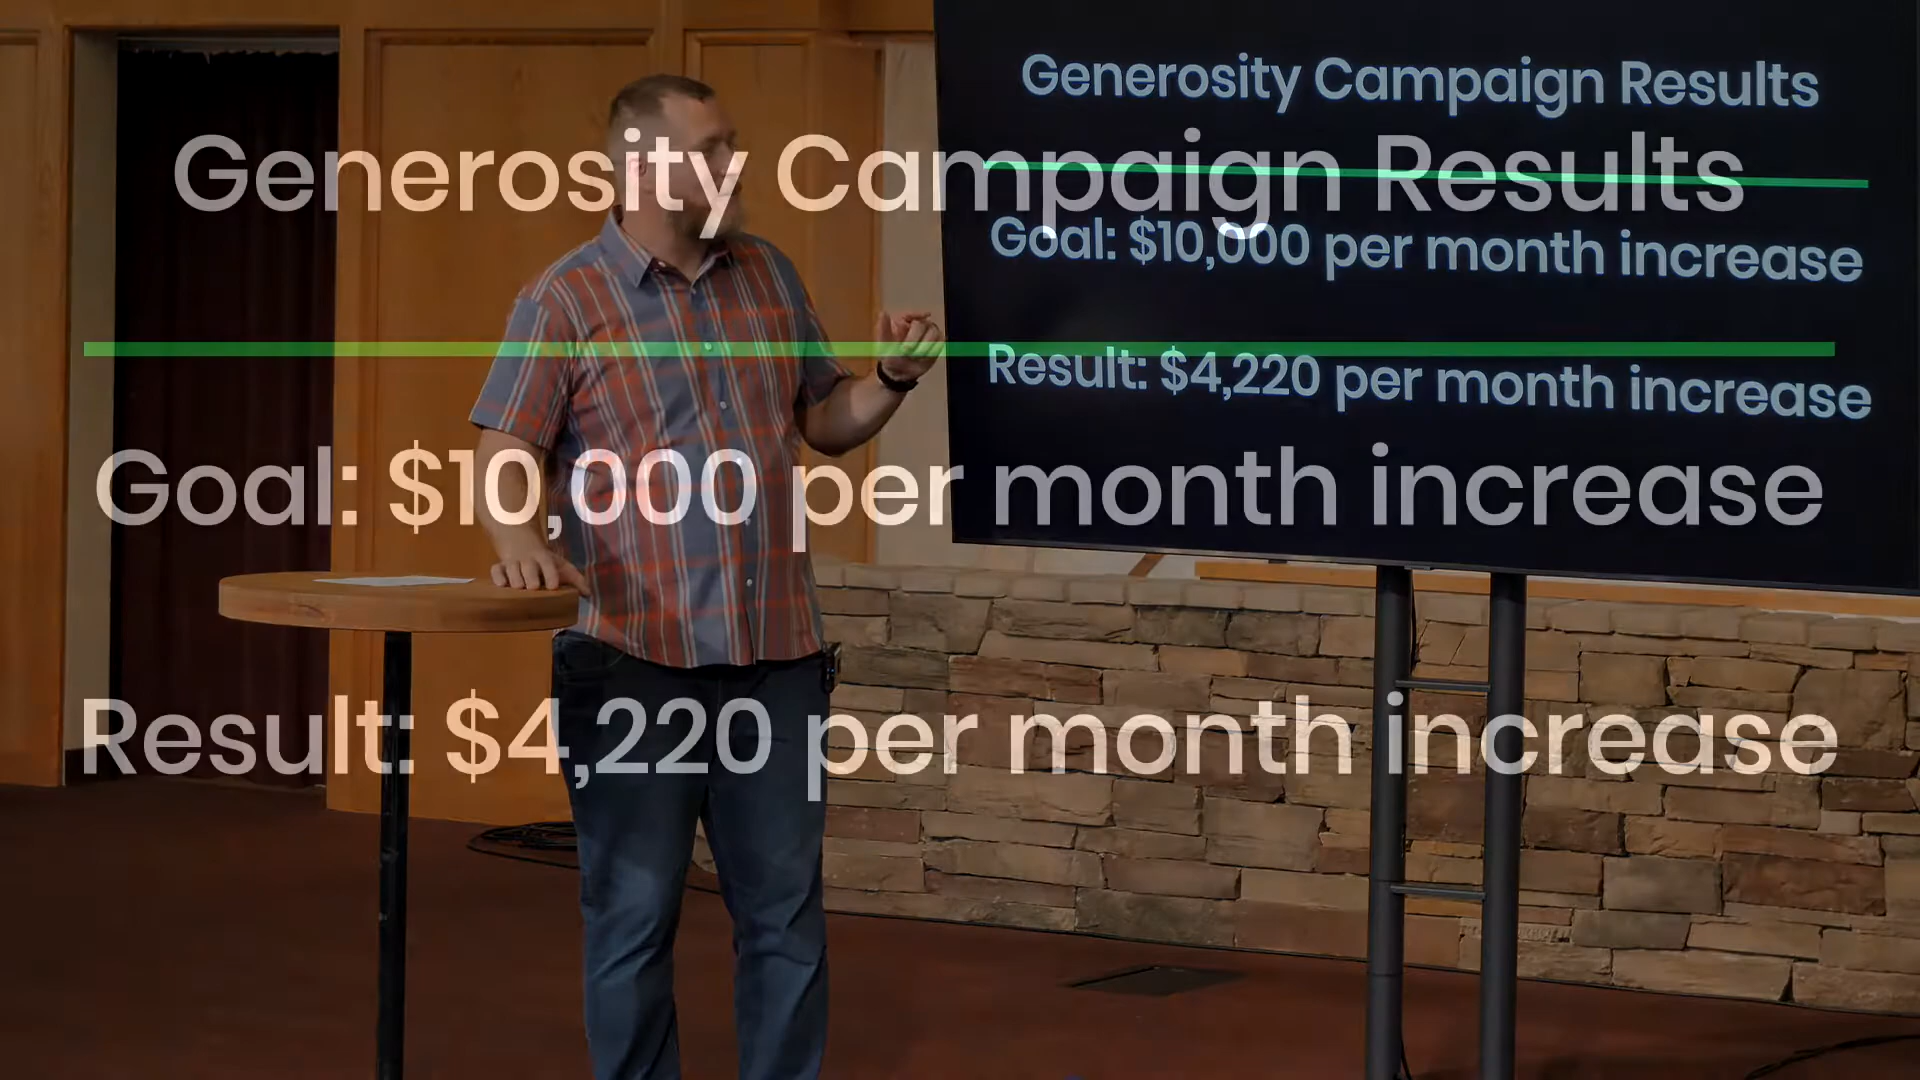 Generosity Campaign Results
Goal: $10,000 per month increase
Result: $4,220 per month increase
Generosity Campaign Results
Goal: $10,000 per month increase
Result: $4,220 per month increase